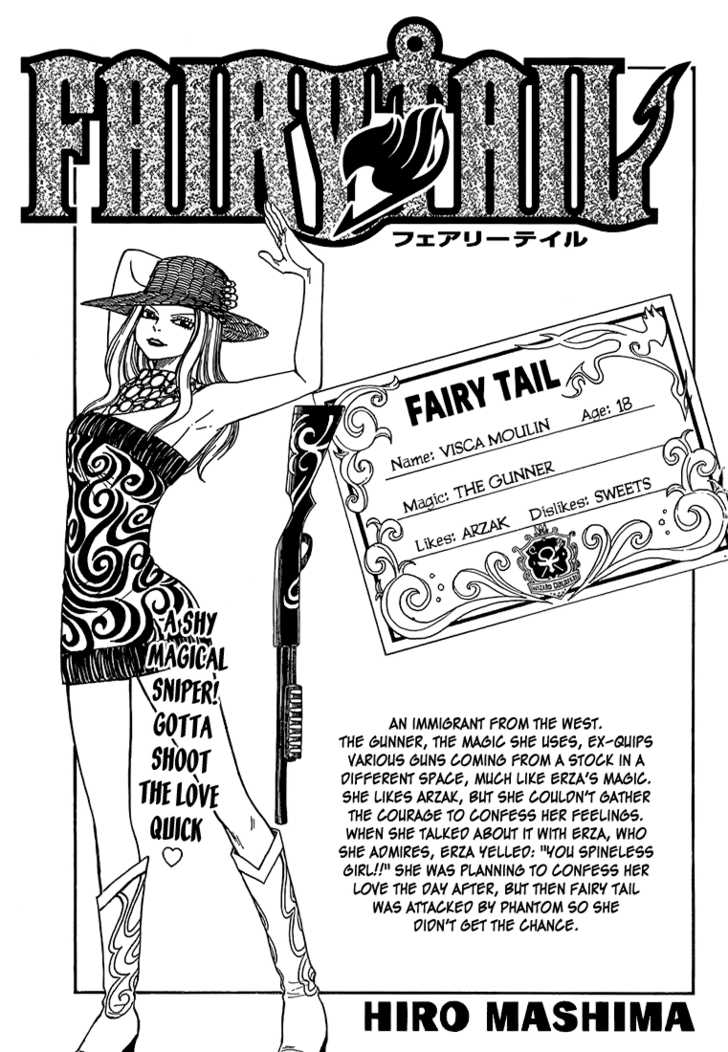 FAIRY TAIL
フェアリーテイル
FAIRY TAIL
Name: VISCA MOULIN Age: 18
Magic: THE GUNNER
Likes: ARZAK Dislikes: SWEETS
A SHY
MAGICAL
SNIPER!
GOTTA
SHOOT
THE LOVE
QUICK
♡
AN IMMIGRANT FROM THE WEST.
THE GUNNER, THE MAGIC SHE USES, EX-QUIPS
VARIOUS GUNS COMING FROM A STOCK IN A
DIFFERENT SPACE, MUCH LIKE ERZA'S MAGIC.
SHE LIKES ARZAK, BUT SHE COULDN'T GATHER
THE COURAGE TO CONFESS HER FEELINGS.
WHEN SHE TALKED ABOUT IT WITH ERZA, WHO
SHE ADMIRES, ERZA YELLED: "YOU SPINELESS
GIRL!!" SHE WAS PLANNING TO CONFESS HER
LOVE THE DAY AFTER, BUT THEN FAIRY TAIL
WAS ATTACKED BY PHANTOM SO SHE
DIDN'T GET THE CHANCE.
HIRO MASHIMA